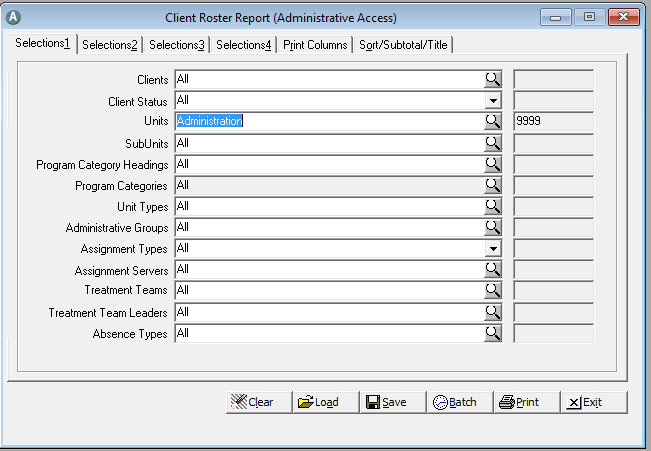 A Client Roster Report (Administrative Access)
Selections1 Selections2 Selections3 Selections4 Print Columns Sort/Subtotal/Title
Clients All
Client Status All
Units Administration 9999
SubUnits All
Program Category Headings All
Program Categories All
Unit Types All
Administrative Groups All
Assignment Types All
Assignment Servers All
Treatment Teams All
Treatment Team Leaders All
Absence Types All
Clear Load Save Batch Print Exit